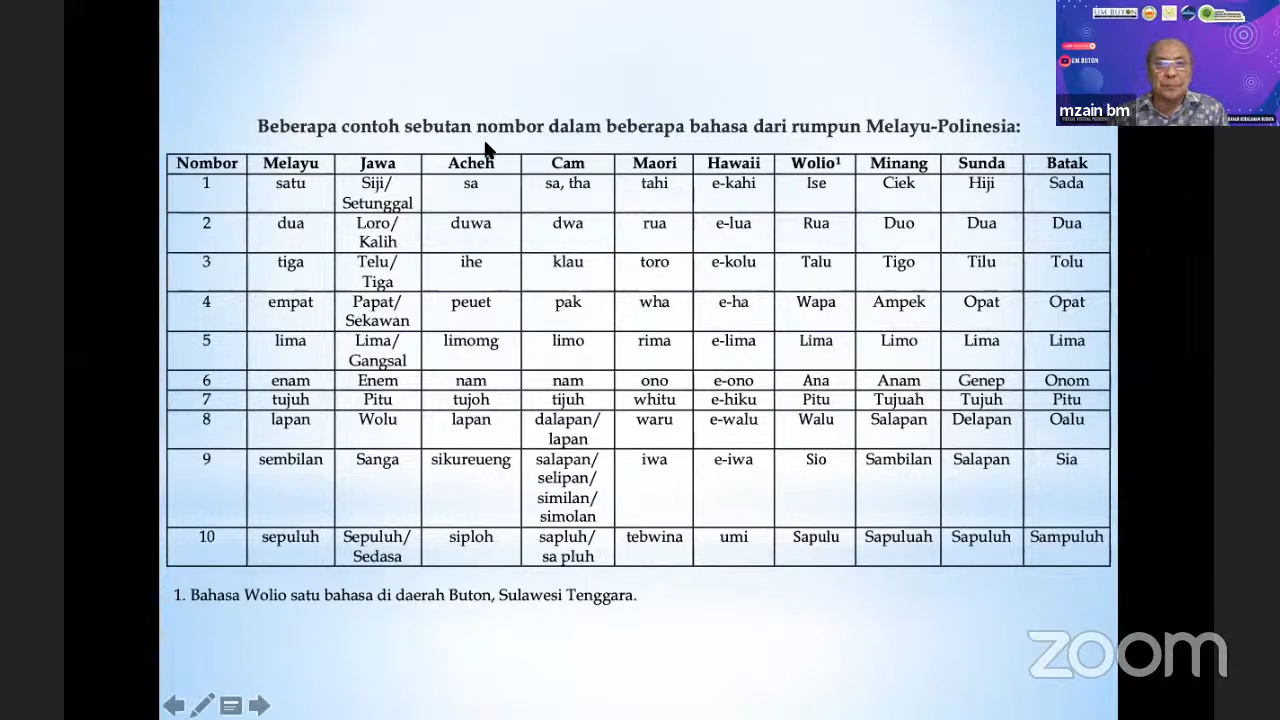 Beberapa contoh sebutan nombor dalam beberapa bahasa dari rumpun Melayu-Polinesia:
Nombor Melayu Jawa Acheh Cam Maori Hawaii Wolio¹ Minang Sunda Batak
1 satu Siji/ Setunggal sa sa, tha tahi e-kahi Ise Ciek Hiji Sada
2 dua Loro/ Kalih duwa dwa rua e-lua Rua Duo Dua Dua
3 tiga Telu/ Tiga ihe klau toro e-kolu Talu Tigo Tilu Tolu
4 empat Papat/ Sekawan peuet pak wha e-ha Wapa Ampek Opat Opat
5 lima Lima/ Gangsal limomg limo rima e-lima Lima Limo Lima Lima
6 enam Enem nam nam ono e-ono Ana Anam Genep Onom
7 tujuh Pitu tujoh tijuh whitu e-hiku Pitu Tujuah Tujuh Pitu
8 lapan Wolu lapan dalapan/ lapan waru e-walu Walu Salapan Delapan Oalu
9 sembilan Sanga sikureueng salapan/ selipan/ similan/ simolan iwa e-iwa Sio Sambilan Salapan Sia
10 sepuluh Sepuluh/ Sedasa siploh sapluh/ sa pluh tebwina umi Sapulu Sapuluah Sapuluh Sampuluh
1. Bahasa Wolio satu bahasa di daerah Buton, Sulawesi Tenggara.
UM BUTON
UM BUTON
mzain bm
zoom